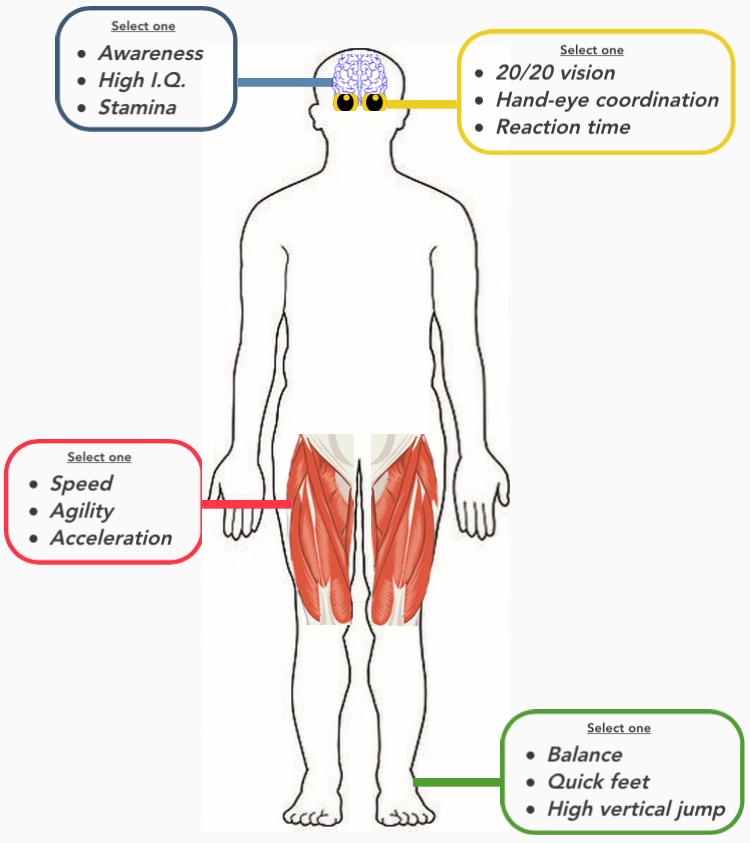 Select one
• Awareness
• High I.Q.
• Stamina
Select one
• 20/20 vision
• Hand-eye coordination
• Reaction time
Select one
• Speed
• Agility
• Acceleration
Select one
• Balance
• Quick feet
• High vertical jump